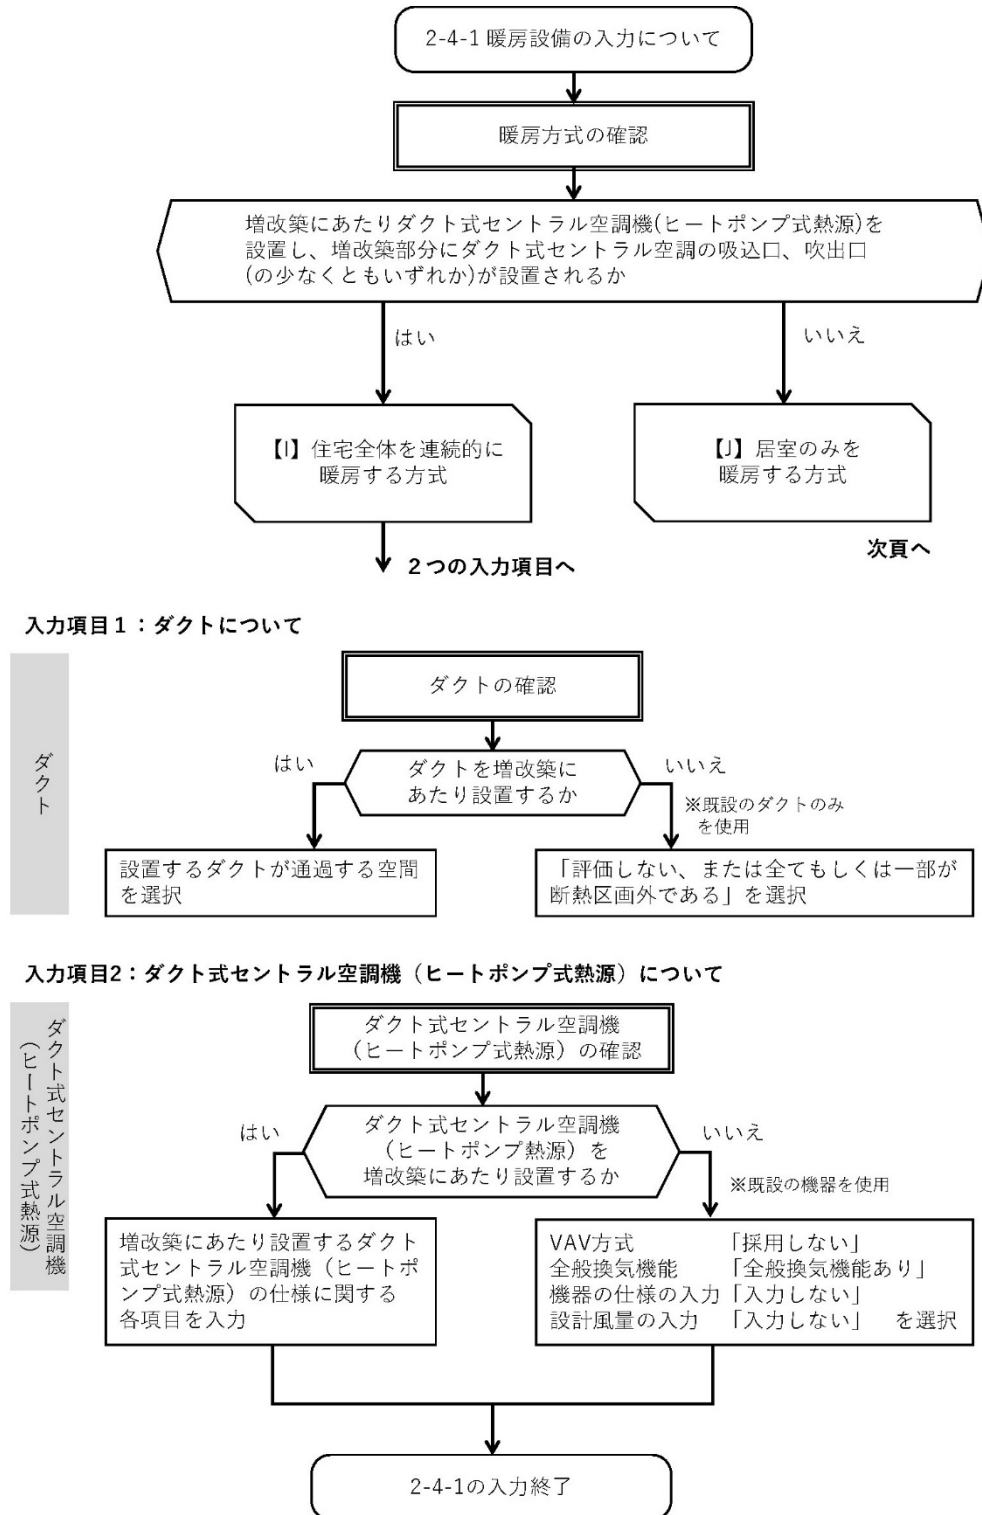 2-4-1 暖房設備の入力について
暖房方式の確認
増改築にあたりダクト式セントラル空調機(ヒートポンプ式熱源)を
設置し、増改築部分にダクト式セントラル空調の吸込口、吹出口
(の少なくともいずれか)が設置されるか
はい
いいえ
【I】住宅全体を連続的に
暖房する方式
【J】居室のみを
暖房する方式
2つの入力項目へ
次頁へ
入力項目1：ダクトについて
ダクト
ダクトの確認
ダクトを増改築に
あたり設置するか
はい
いいえ
※既設のダクトのみ
を使用
設置するダクトが通過する空間
を選択
「評価しない、または全てもしくは一部が
断熱区画外である」を選択
入力項目2：ダクト式セントラル空調機（ヒートポンプ式熱源）について
ダクト式セントラル空調機
（ヒートポンプ式熱源）
ダクト式セントラル空調機
（ヒートポンプ式熱源）の確認
ダクト式セントラル空調機
（ヒートポンプ熱源）を
増改築にあたり設置するか
はい
いいえ
※既設の機器を使用
増改築にあたり設置するダクト
式セントラル空調機（ヒートポ
ンプ式熱源）の仕様に関する
各項目を入力
VAV方式 「採用しない」
全般換気機能 「全般換気機能あり」
機器の仕様の入力 「入力しない」
設計風量の入力 「入力しない」 を選択
2-4-1の入力終了